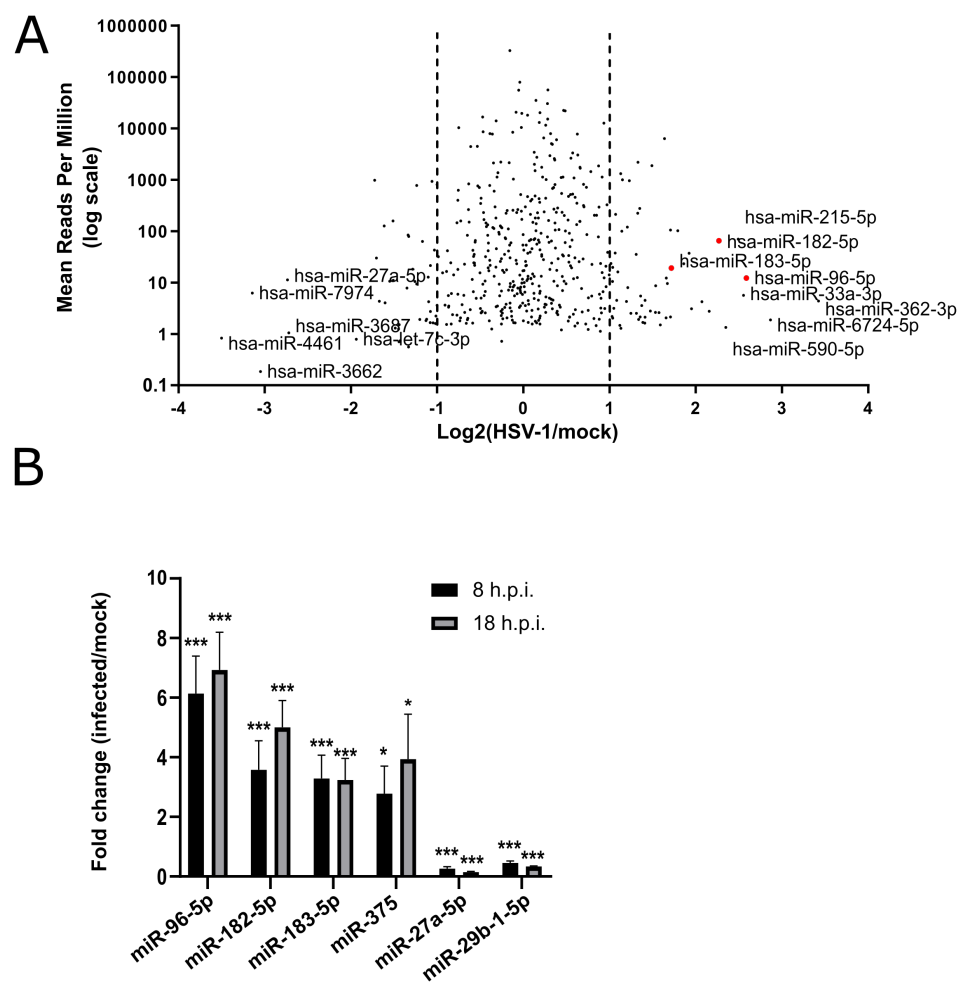 A
1000000
100000
10000
1000
100
10
1
0.1
Mean Reads Per Million
(log scale)
hsa-miR-215-5p
hsa-miR-182-5p
hsa-miR-183-5p
hsa-miR-27a-5p
hsa-miR-96-5p
hsa-miR-7974
hsa-miR-33a-3p
hsa-miR-362-3p
hsa-miR-3687
hsa-miR-6724-5p
hsa-miR-4461
hsa-let-7c-3p
hsa-miR-590-5p
hsa-miR-3662
-4 -3 -2 -1 0 1 2 3 4
Log2(HSV-1/mock)
B
10
8
6
4
2
0
Fold change (infected/mock)
8 h.p.i.
18 h.p.i.
*** ***
*** ***
*** ***
* *
*** ***
*** ***
miR-96-5p
miR-182-5p
miR-183-5p
miR-375
miR-27a-5p
miR-29b-1-5p